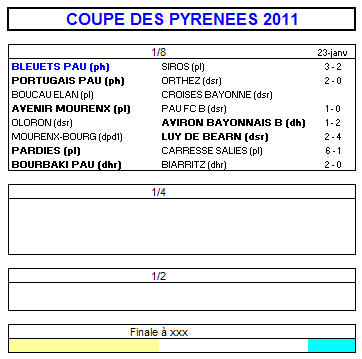 COUPE DES PYRENEES 2011
1/8 23-janv
BLEUETS PAU (ph) SIROS (pl) 3 - 2
PORTUGAIS PAU (ph) ORTHEZ (dsr) 2 - 0
BOUCAU ELAN (pl) CROISES BAYONNE (dsr)
AVENIR MOURENX (pl) PAU FC B (dsr) 1 - 0
OLORON (dsr) AVIRON BAYONNAIS B (dh) 1 - 2
MOURENX-BOURG (dpd1) LUY DE BEARN (dsr) 2 - 4
PARDIES (pl) CARRESSE SALIES (pl) 6 - 1
BOURBAKI PAU (dhr) BIARRITZ (dhr) 2 - 0
1/4
1/2
Finale à xxx